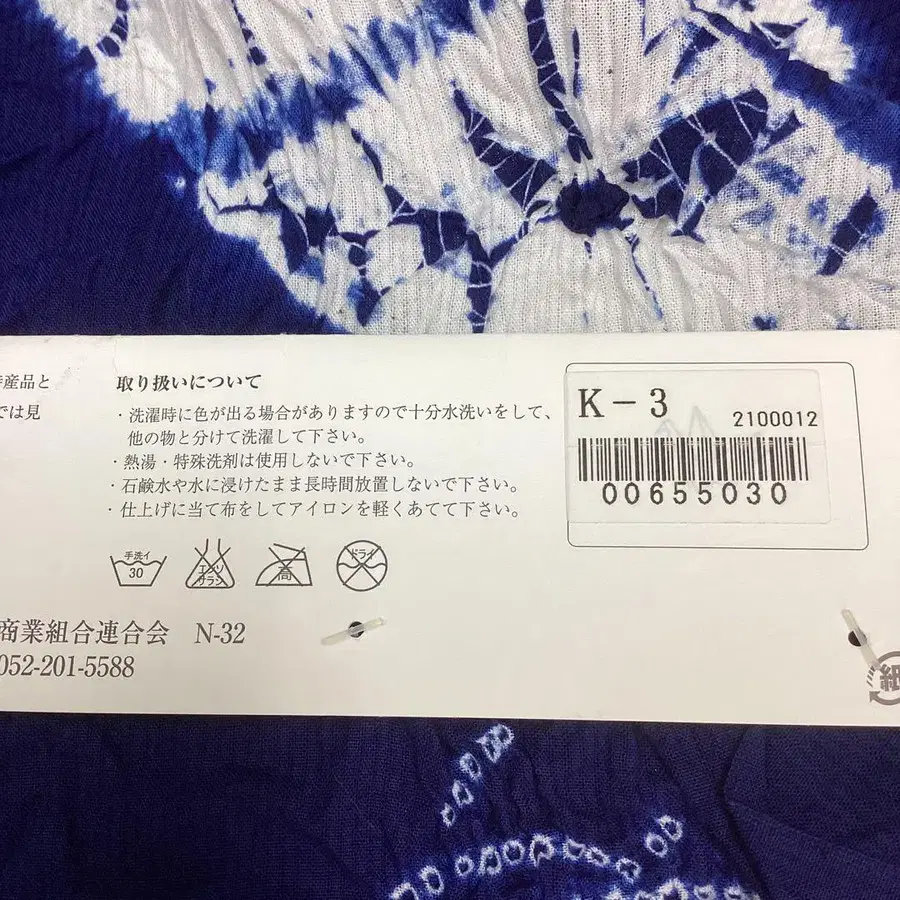 特産品と
では見
取り扱いについて
・洗濯時に色が出る場合がありますので十分水洗いをして、
他の物と分けて洗濯して下さい。
・熱湯・特殊洗剤は使用しないで下さい。
・石鹸水や水に浸けたまま長時間放置しないで下さい。
・仕上げに当て布をしてアイロンを軽くあてて下さい。
手洗イ
30
エンソ
サラシ
高
ドライ
商業組合連合会 N-32
052-201-5588
K-3
2100012
00655030